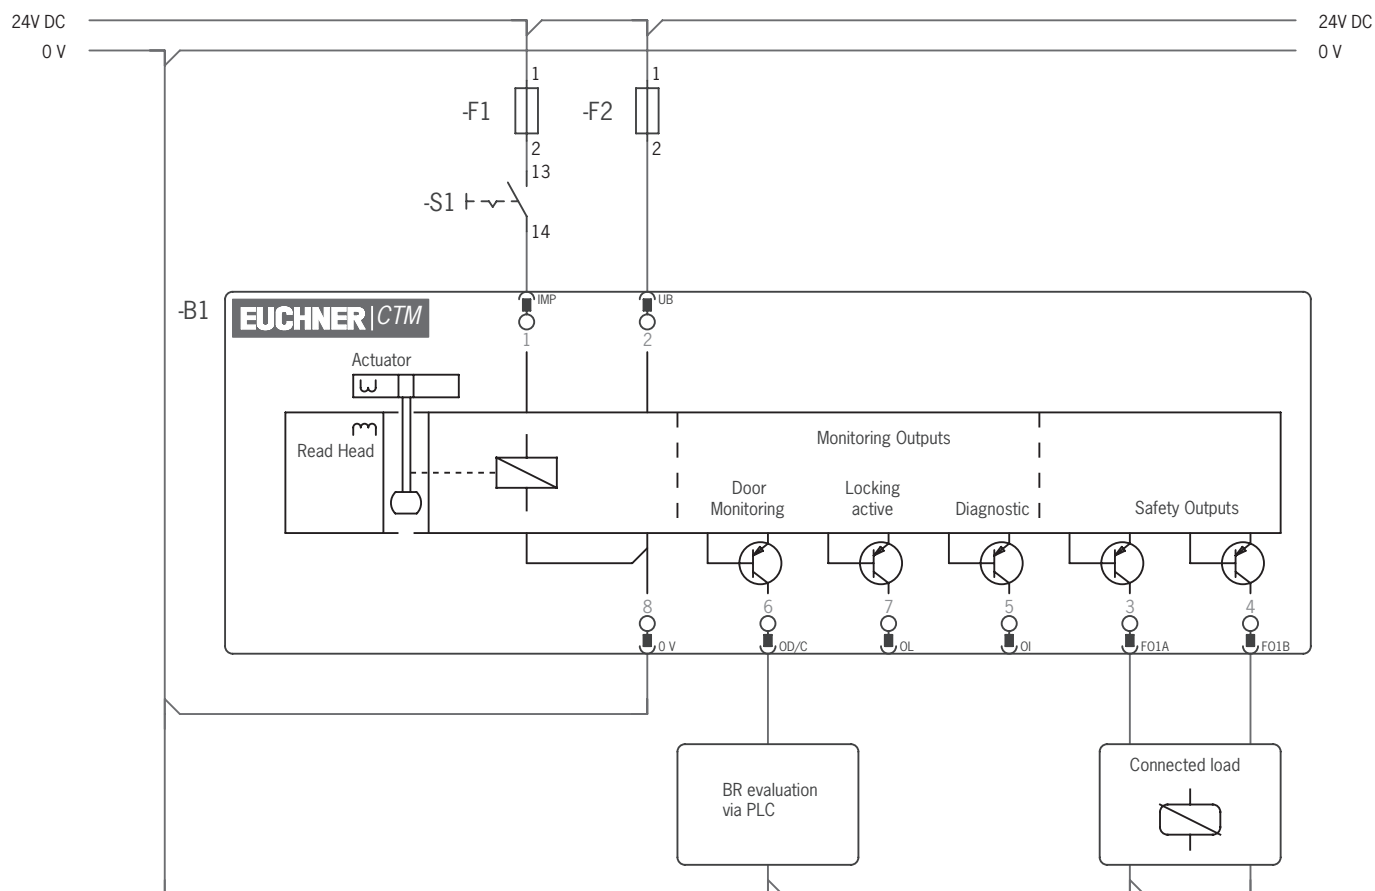 24V DC
24V DC
0 V
0 V
1
1
-F1
-F2
2
2
13
-S1
14
-B1
EUCHNER CTM
IMP
UB
1
2
Actuator
Read Head
Monitoring Outputs
Door
Monitoring
Locking
active
Diagnostic
Safety Outputs
8
6
7
5
3
4
0 V
OD/C
OL
OI
FO1A
FO1B
BR evaluation
via PLC
Connected load